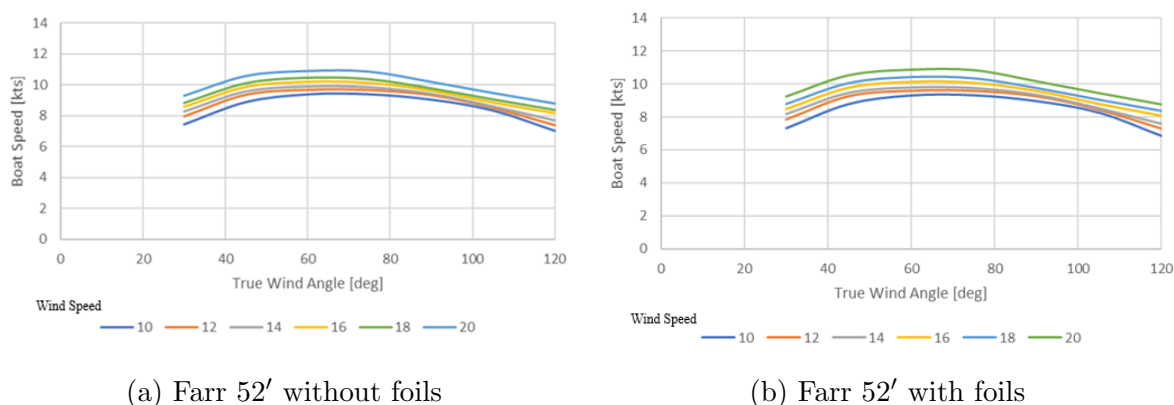 14
12
10
8
6
4
2
0
Boat Speed [kts]
0 20 40 60 80 100 120
True Wind Angle [deg]
Wind Speed
10 12 14 16 18 20
(a) Farr 52′ without foils
14
12
10
8
6
4
2
0
Boat Speed [kts]
0 20 40 60 80 100 120
True Wind Angle [deg]
Wind Speed
10 12 14 16 18 20
(b) Farr 52′ with foils